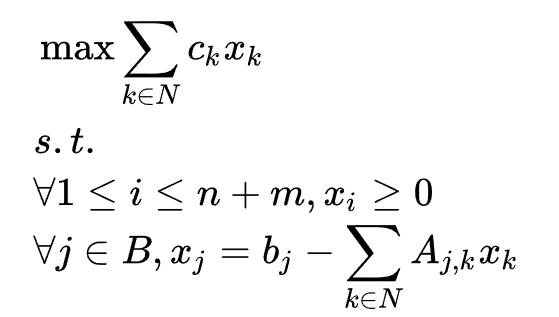 max ∑_{k∈N} c_k x_k
s.t.
∀1 ≤ i ≤ n + m, x_i ≥ 0
∀j ∈ B, x_j = b_j − ∑_{k∈N} A_{j,k} x_k